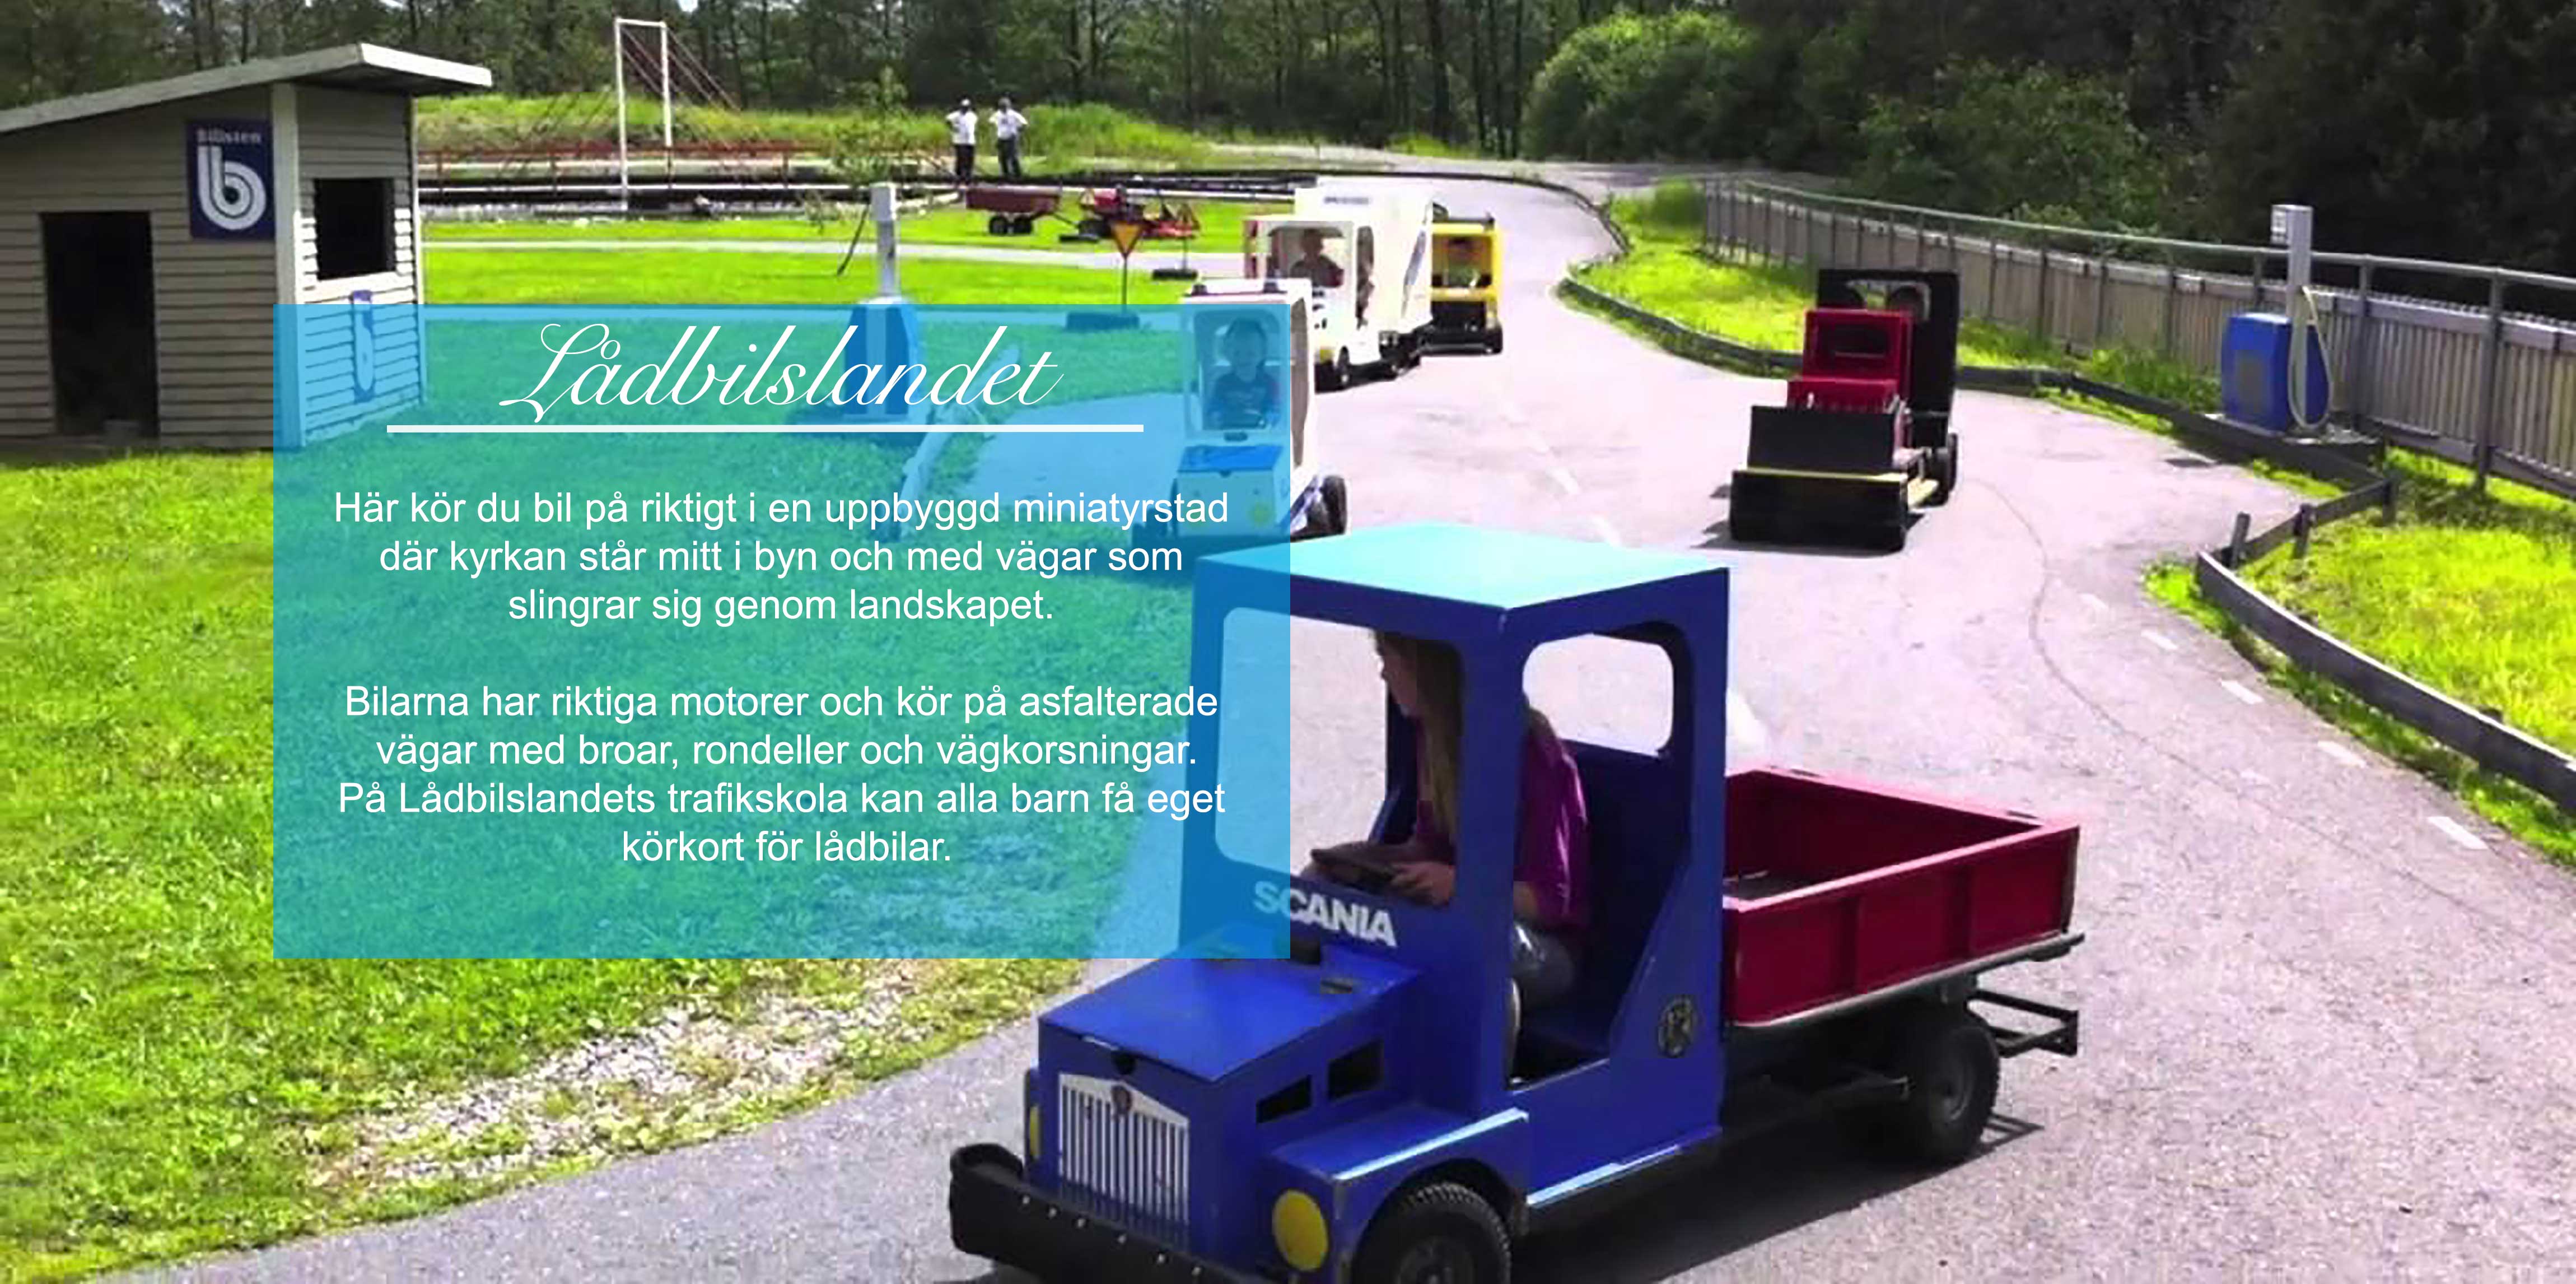 Bilisten
b
Lådbilslandet
Här kör du bil på riktigt i en uppbyggd miniatyrstad
där kyrkan står mitt i byn och med vägar som
slingrar sig genom landskapet.
Bilarna har riktiga motorer och kör på asfalterade
vägar med broar, rondeller och vägkorsningar.
På Lådbilslandets trafikskola kan alla barn få eget
körkort för lådbilar.
SCANIA